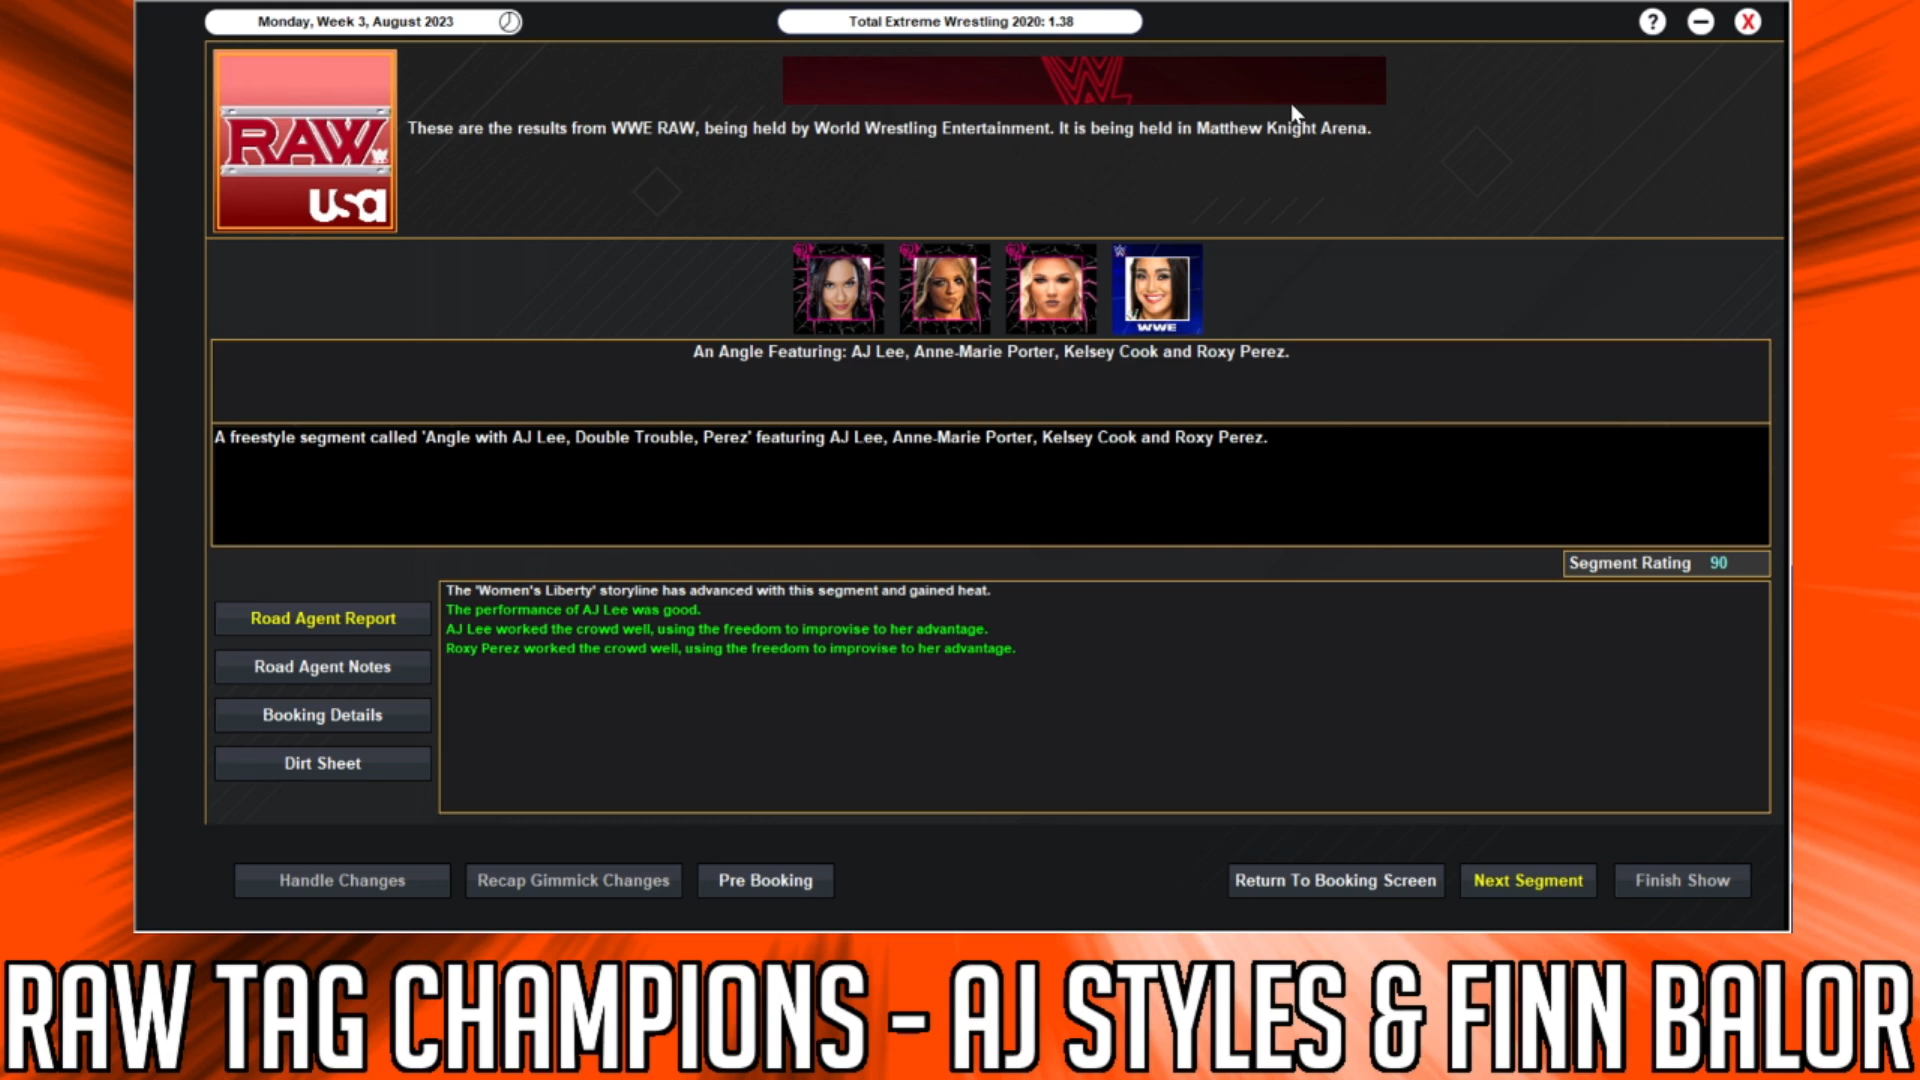 Monday, Week 3, August 2023
Total Extreme Wrestling 2020: 1.38
?
X
RAW
usa
These are the results from WWE RAW, being held by World Wrestling Entertainment. It is being held in Matthew Knight Arena.
WWE
An Angle Featuring: AJ Lee, Anne-Marie Porter, Kelsey Cook and Roxy Perez.
A freestyle segment called 'Angle with AJ Lee, Double Trouble, Perez' featuring AJ Lee, Anne-Marie Porter, Kelsey Cook and Roxy Perez.
Segment Rating 90
Road Agent Report
Road Agent Notes
Booking Details
Dirt Sheet
The 'Women's Liberty' storyline has advanced with this segment and gained heat.
The performance of AJ Lee was good.
AJ Lee worked the crowd well, using the freedom to improvise to her advantage.
Roxy Perez worked the crowd well, using the freedom to improvise to her advantage.
Handle Changes
Recap Gimmick Changes
Pre Booking
Return To Booking Screen
Next Segment
Finish Show
RAW TAG CHAMPIONS - AJ STYLES & FINN BALOR